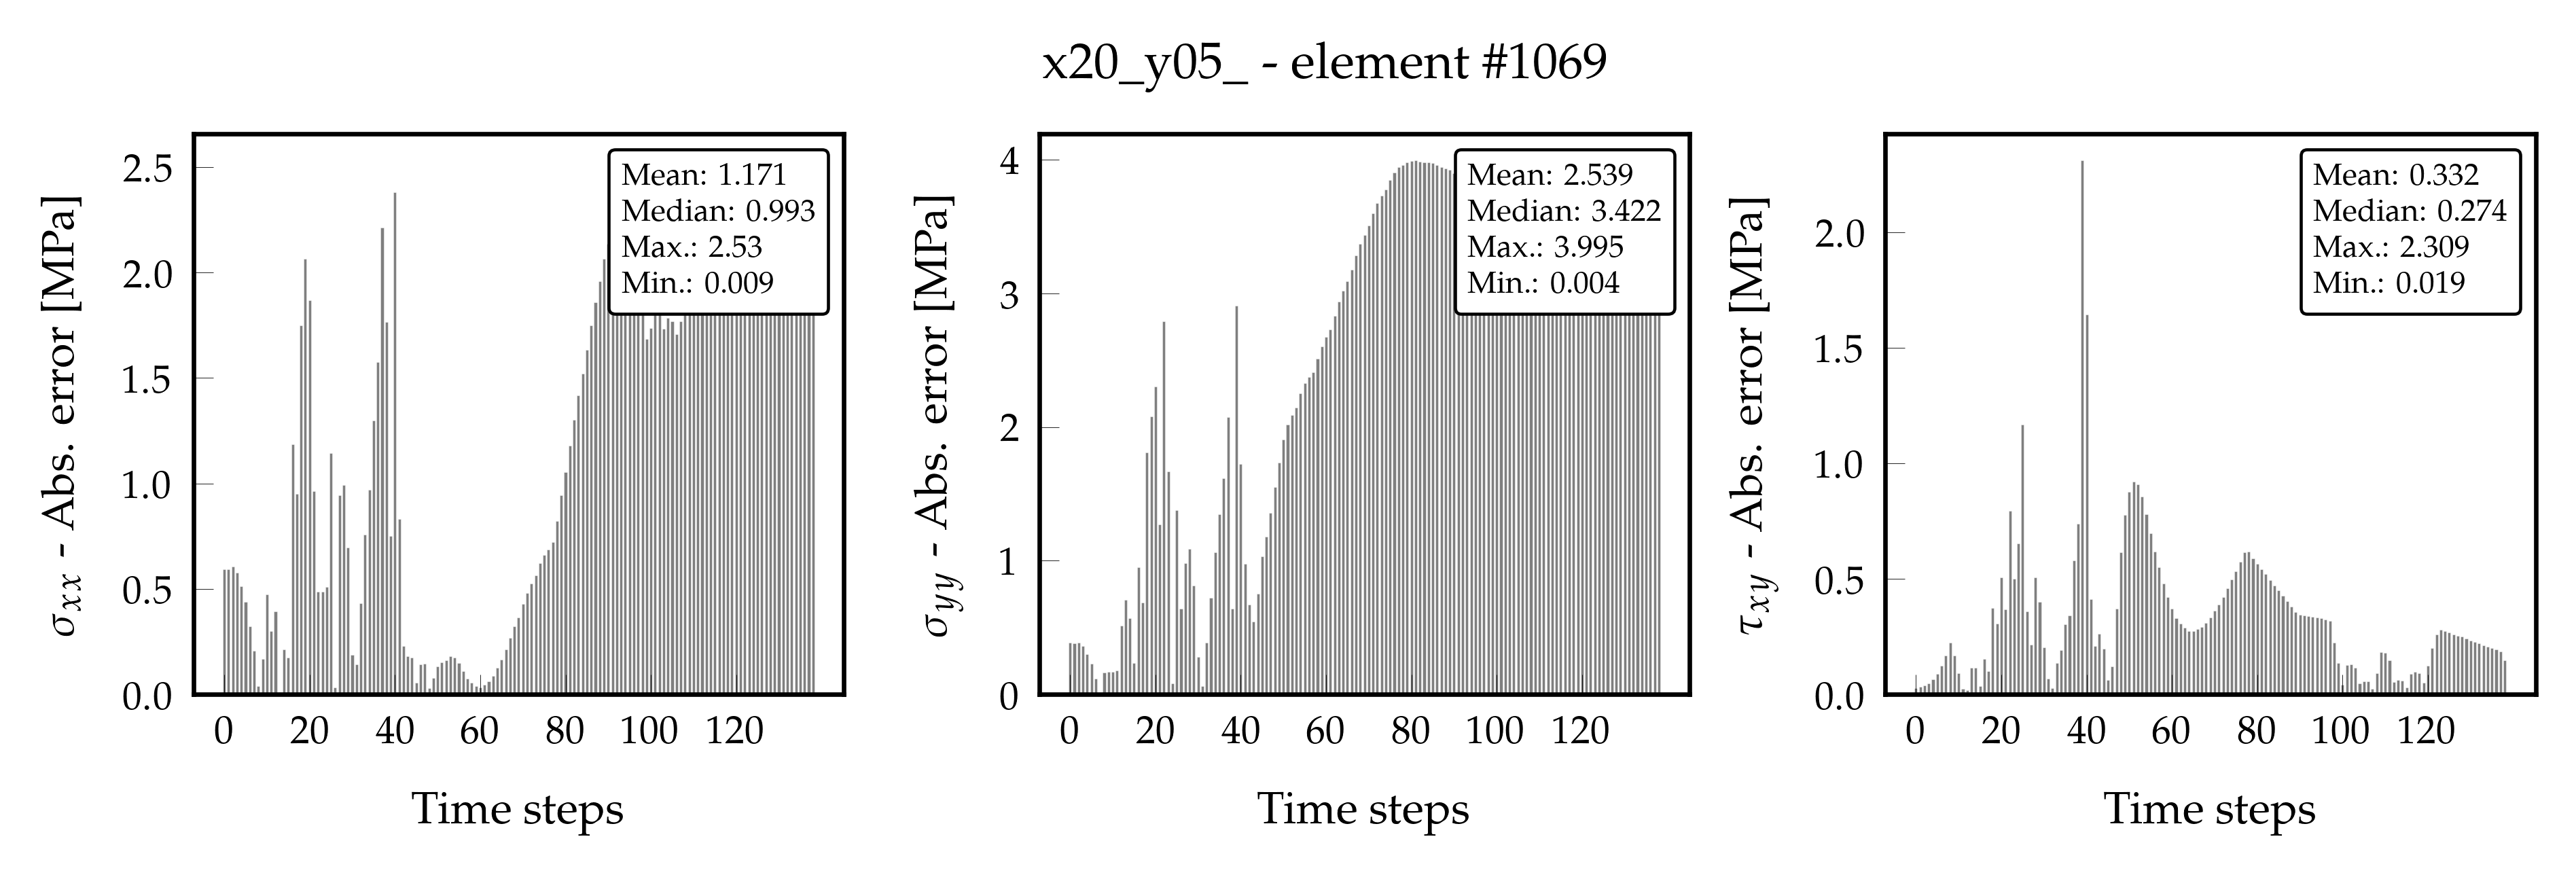 x20_y05_ - element #1069
σxx - Abs. error [MPa]
2.5
2.0
1.5
1.0
0.5
0.0
Mean: 1.171
Median: 0.993
Max.: 2.53
Min.: 0.009
0 20 40 60 80 100 120
Time steps
σyy - Abs. error [MPa]
4
3
2
1
0
Mean: 2.539
Median: 3.422
Max.: 3.995
Min.: 0.004
0 20 40 60 80 100 120
Time steps
τxy - Abs. error [MPa]
2.0
1.5
1.0
0.5
0.0
Mean: 0.332
Median: 0.274
Max.: 2.309
Min.: 0.019
0 20 40 60 80 100 120
Time steps